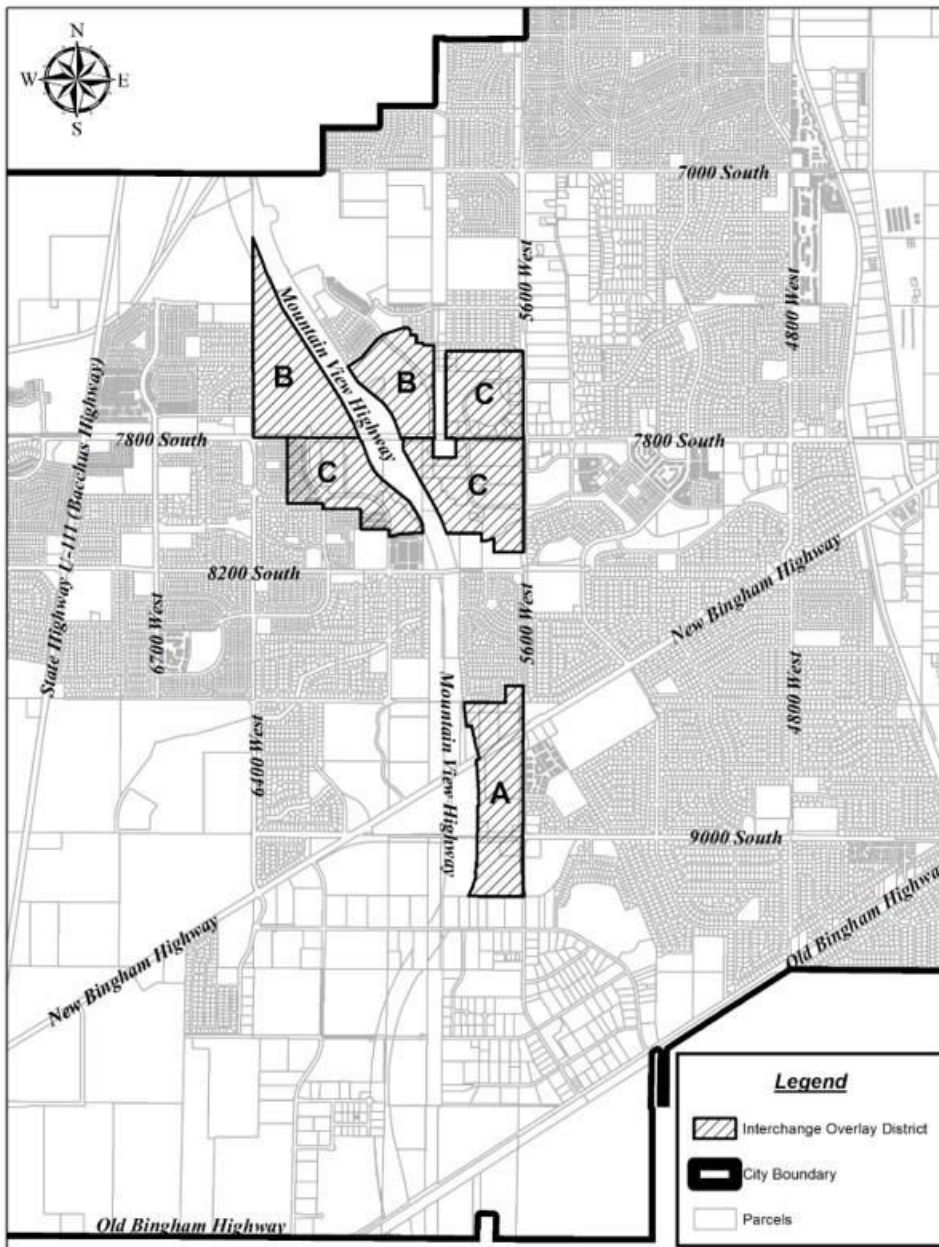 N
W
E
S
7000 South
5600 West
4800 West
Mountain View Highway
B
B
C
State Highway U-111 (Bacchus Highway)
7800 South
7800 South
C
C
8200 South
New Bingham Highway
6700 West
5600 West
4800 West
6400 West
Mountain View Highway
A
9000 South
Old Bingham Highway
New Bingham Highway
Old Bingham Highway
Legend
Interchange Overlay District
City Boundary
Parcels